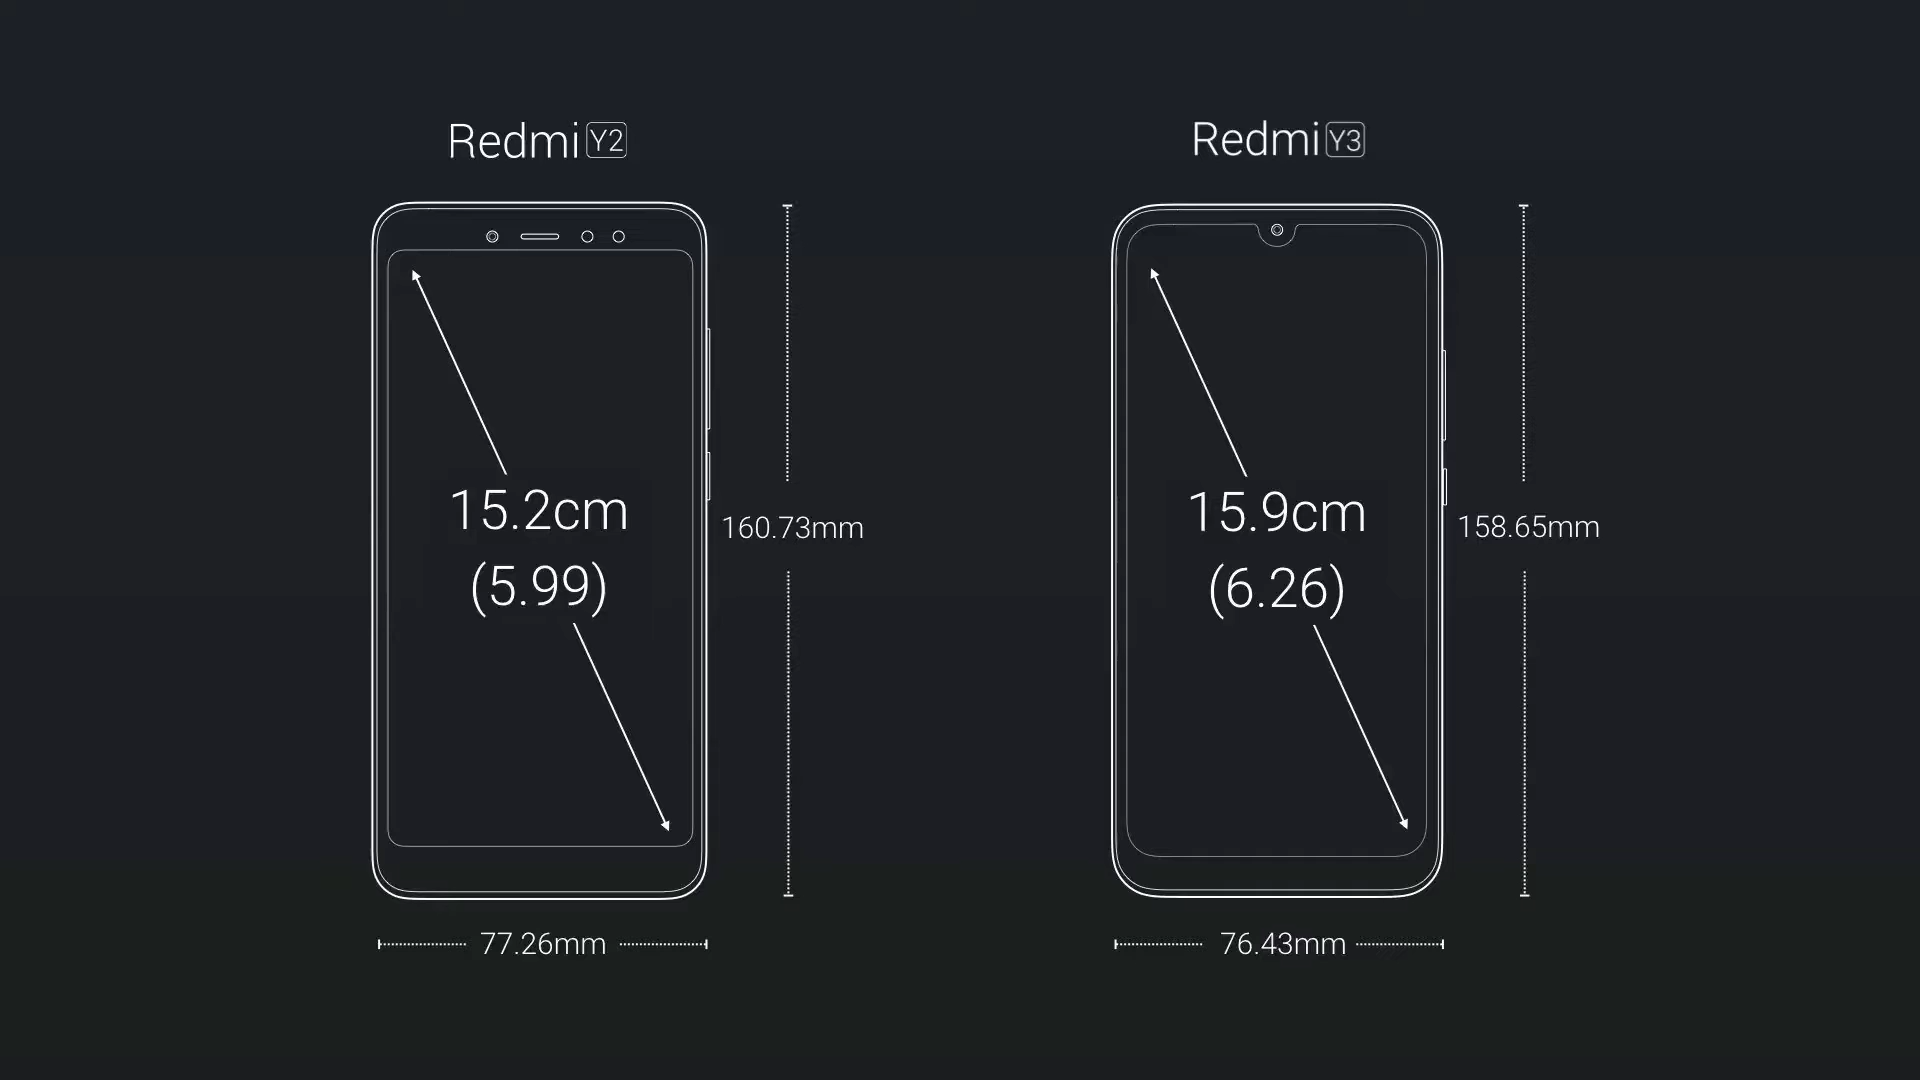 Redmi Y2
15.2cm
(5.99)
160.73mm
77.26mm
Redmi Y3
15.9cm
(6.26)
158.65mm
76.43mm